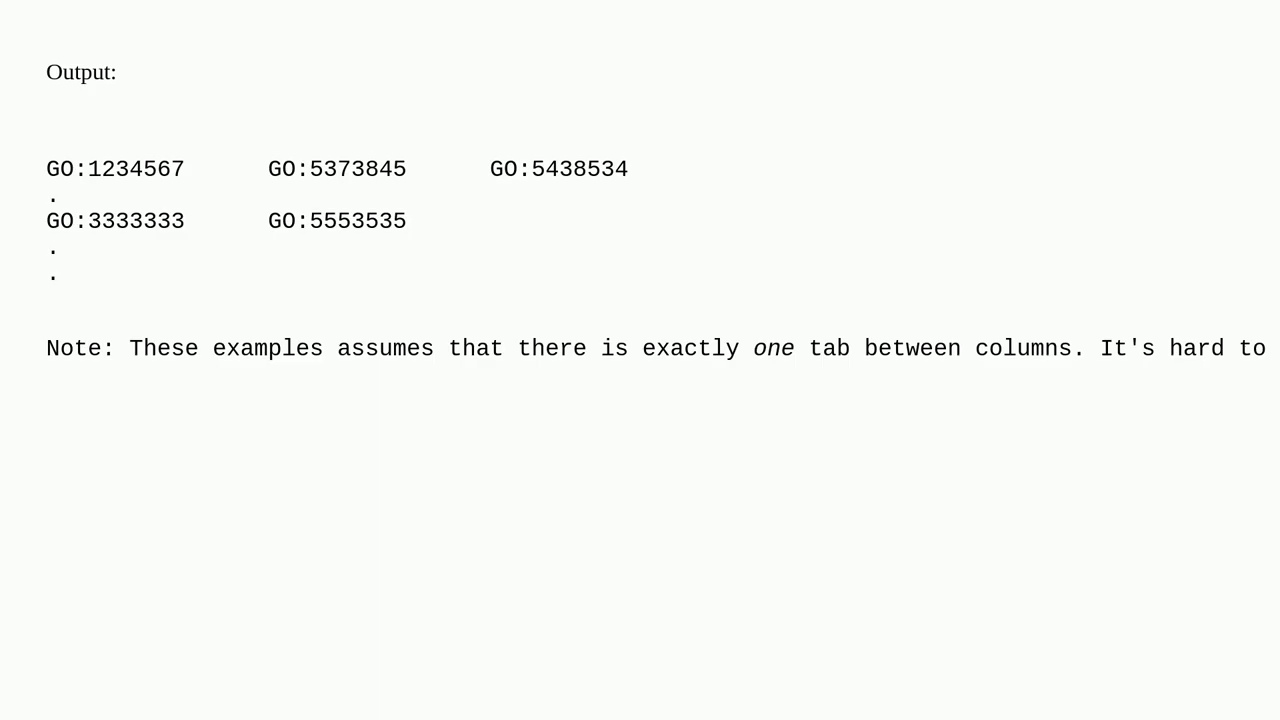 Output:
GO:1234567      GO:5373845      GO:5438534
.
GO:3333333      GO:5553535
.
.
Note: These examples assumes that there is exactly one tab between columns. It's hard to